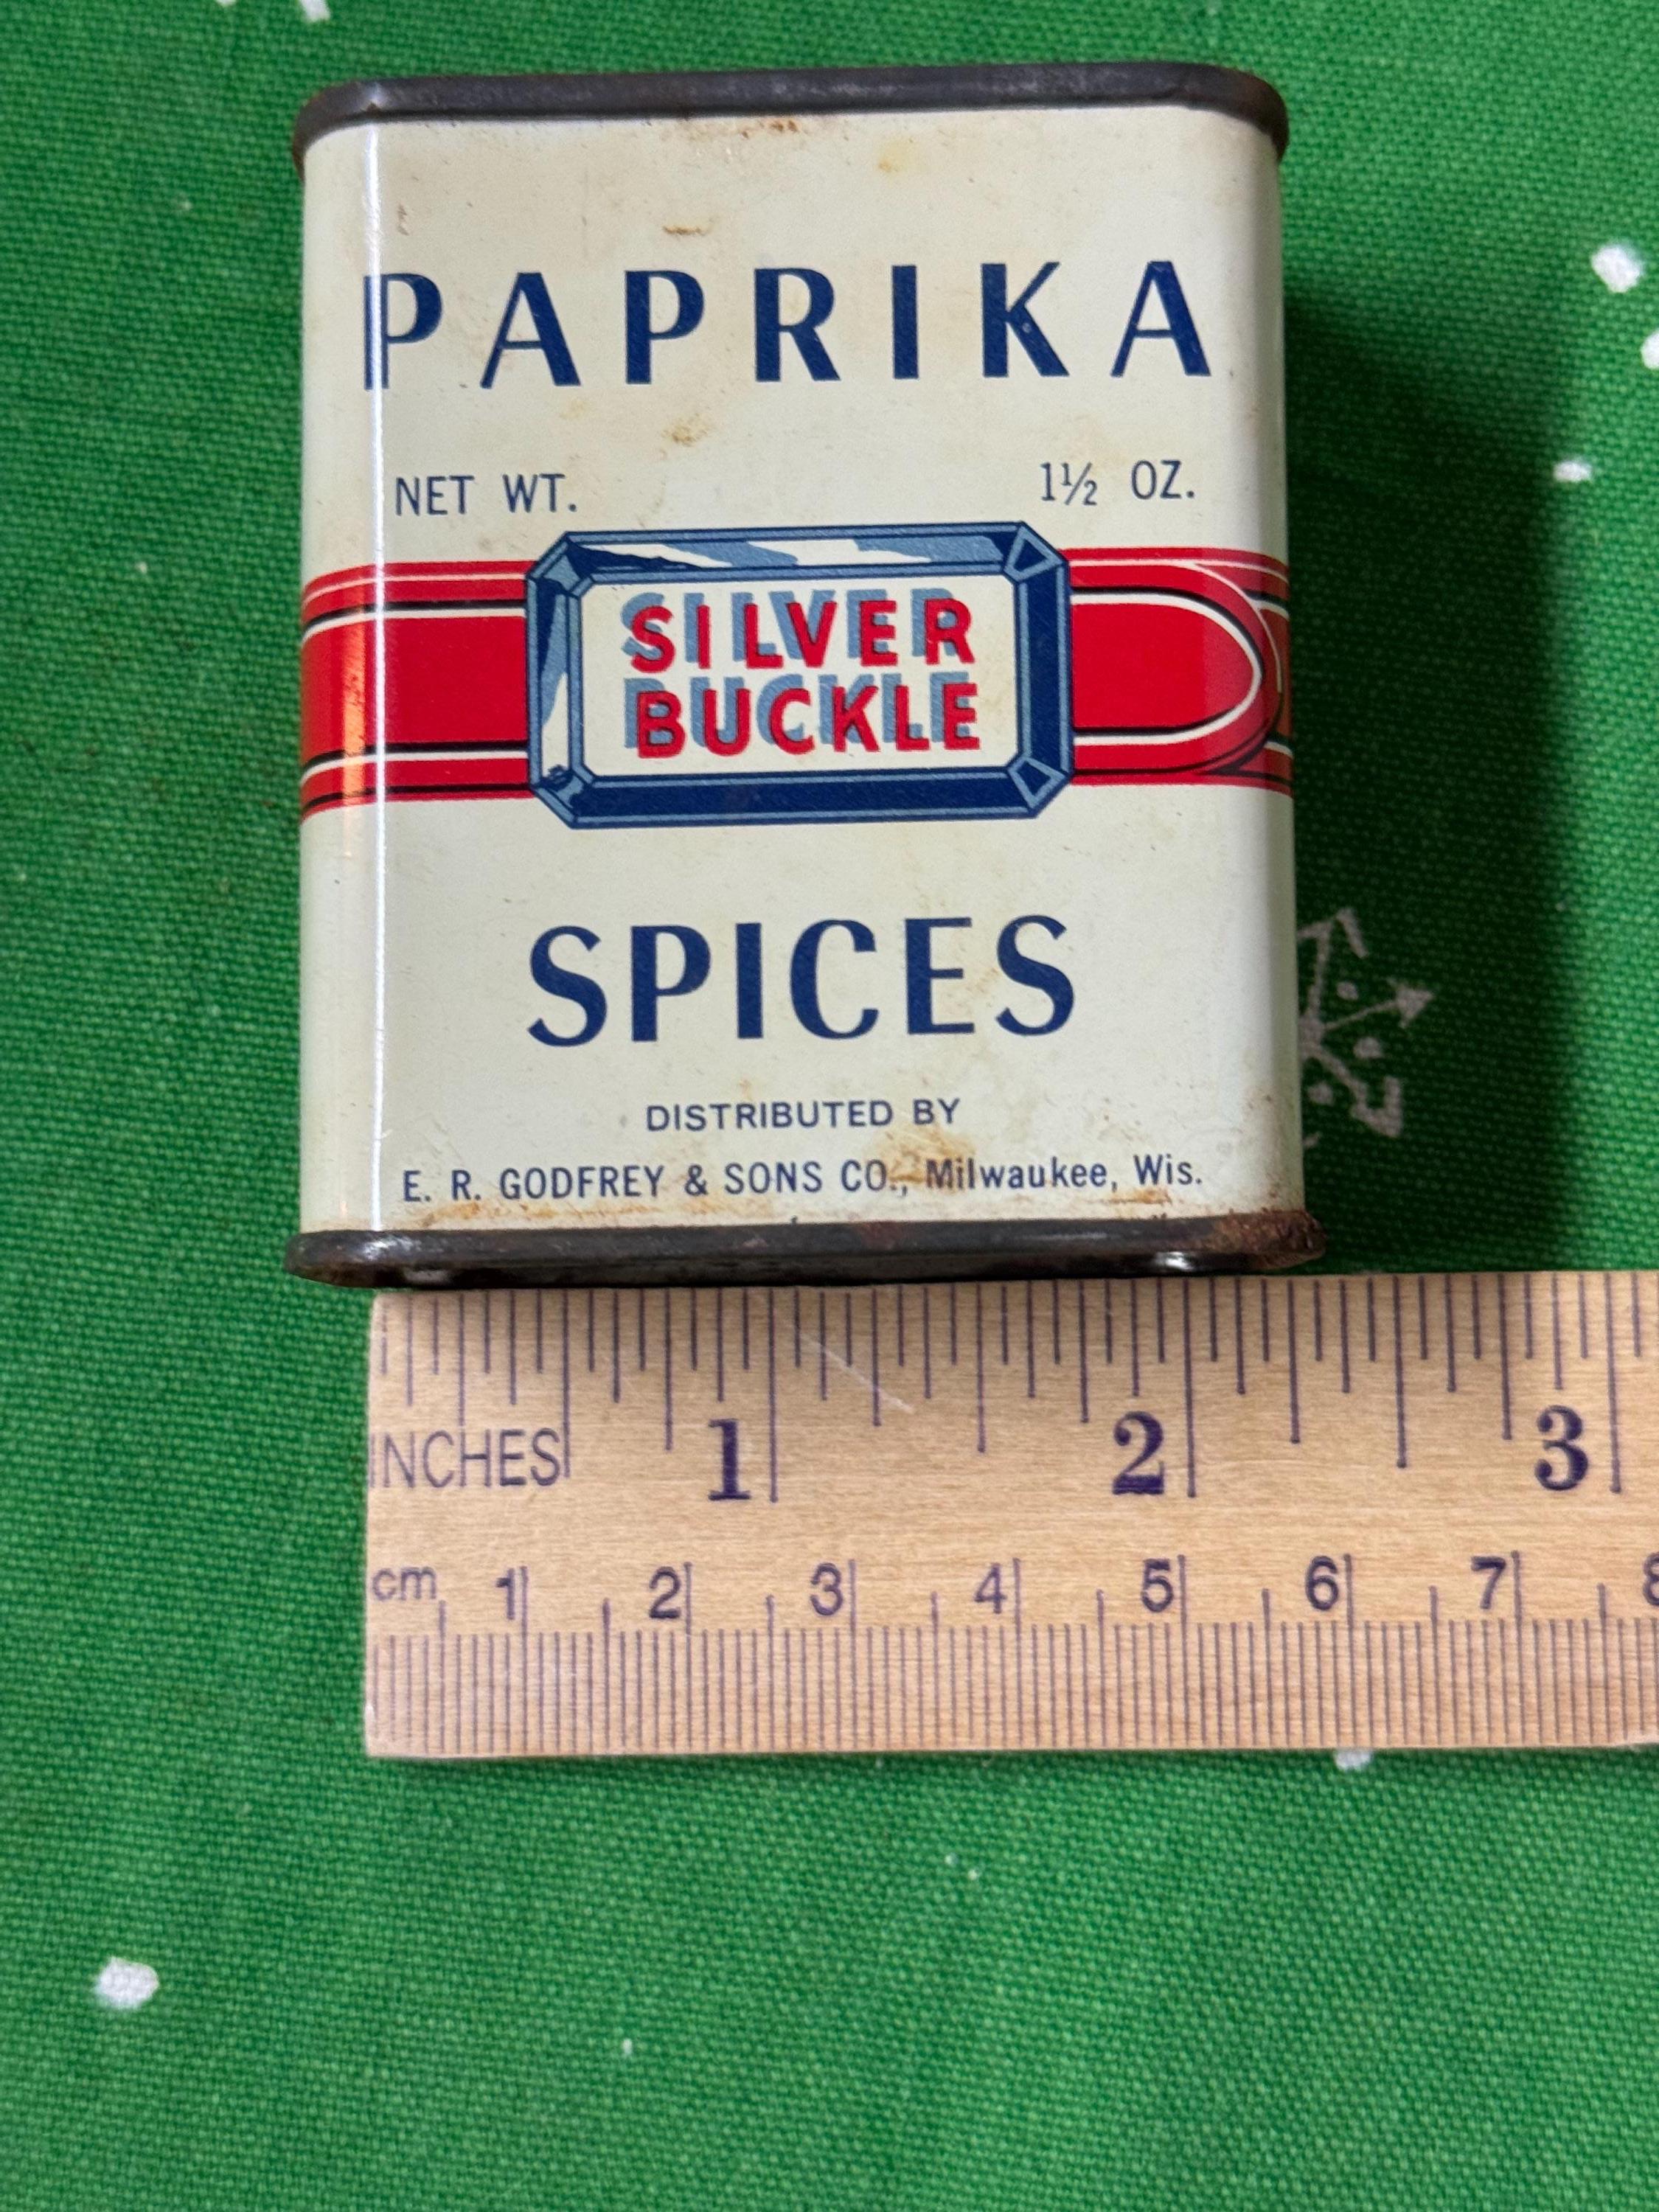 PAPRIKA
NET WT. 1½ OZ.
SILVER
BUCKLE
SPICES
DISTRIBUTED BY
E. R. GODFREY & SONS CO., Milwaukee, Wis.
INCHES 1 2 3
cm 1 2 3 4 5 6 7 8